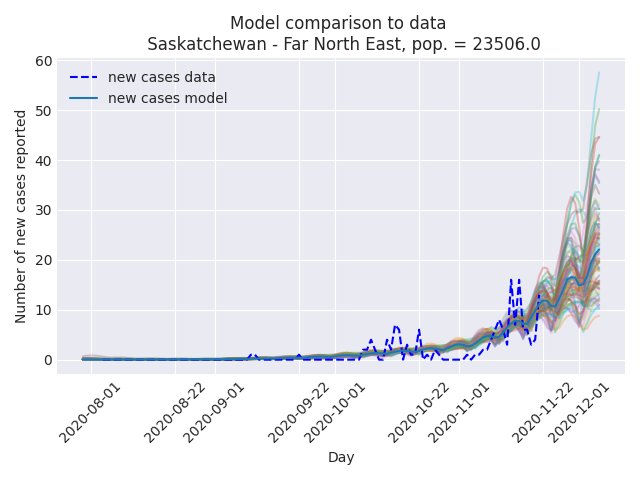 Model comparison to data
Saskatchewan - Far North East, pop. = 23506.0
new cases data
new cases model
Number of new cases reported
60
50
40
30
20
10
0
2020-08-01
2020-08-22
2020-09-01
2020-09-22
2020-10-01
2020-10-22
2020-11-01
2020-11-22
2020-12-01
Day